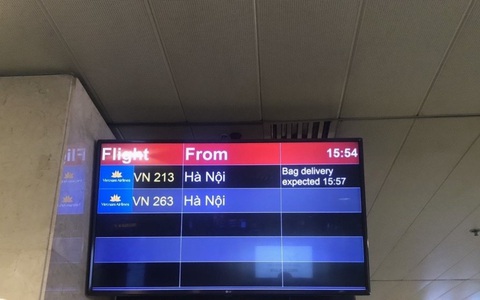 Flight From 15:54
VN 213 Hà Nội Bag delivery
expected 15:57
VN 263 Hà Nội